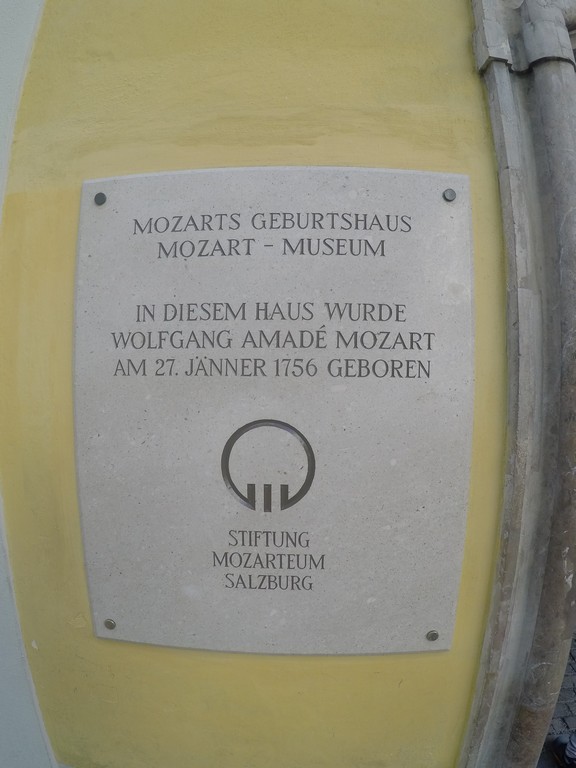 MOZARTS GEBURTSHAUS
MOZART - MUSEUM
IN DIESEM HAUS WURDE
WOLFGANG AMADÉ MOZART
AM 27. JÄNNER 1756 GEBOREN
STIFTUNG
MOZARTEUM
SALZBURG